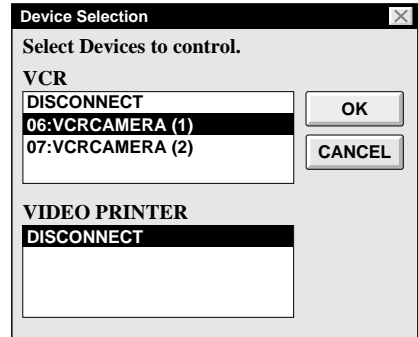 Device Selection
Select Devices to control.
VCR
DISCONNECT
06:VCRCAMERA (1)
07:VCRCAMERA (2)
OK
CANCEL
VIDEO PRINTER
DISCONNECT